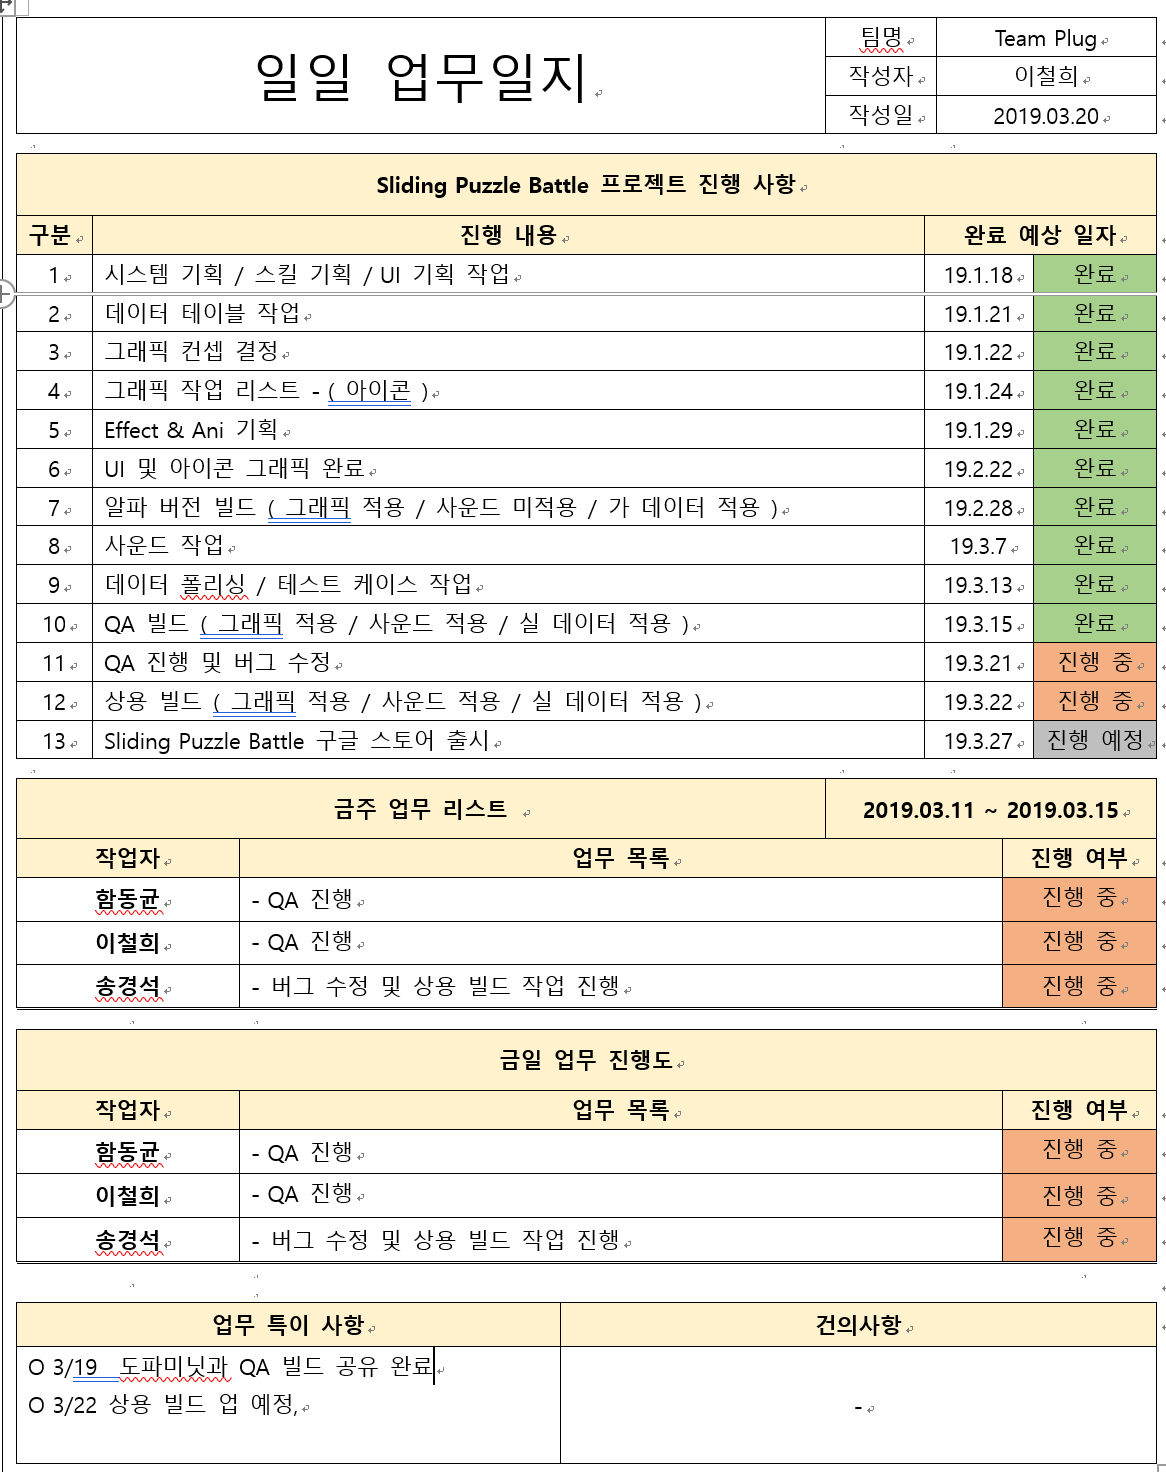 일일 업무일지
팀명 Team Plug
작성자 이철희
작성일 2019.03.20
Sliding Puzzle Battle 프로젝트 진행 사항
구분 진행 내용 완료 예상 일자
1 시스템 기획 / 스킬 기획 / UI 기획 작업 19.1.18 완료
2 데이터 테이블 작업 19.1.21 완료
3 그래픽 컨셉 결정 19.1.22 완료
4 그래픽 작업 리스트 - ( 아이콘 ) 19.1.24 완료
5 Effect & Ani 기획 19.1.29 완료
6 UI 및 아이콘 그래픽 완료 19.2.22 완료
7 알파 버전 빌드 ( 그래픽 적용 / 사운드 미적용 / 가 데이터 적용 ) 19.2.28 완료
8 사운드 작업 19.3.7 완료
9 데이터 폴리싱 / 테스트 케이스 작업 19.3.13 완료
10 QA 빌드 ( 그래픽 적용 / 사운드 적용 / 실 데이터 적용 ) 19.3.15 완료
11 QA 진행 및 버그 수정 19.3.21 진행 중
12 상용 빌드 ( 그래픽 적용 / 사운드 적용 / 실 데이터 적용 ) 19.3.22 진행 중
13 Sliding Puzzle Battle 구글 스토어 출시 19.3.27 진행 예정
금주 업무 리스트 2019.03.11 ~ 2019.03.15
작업자 업무 목록 진행 여부
함동균 - QA 진행 진행 중
이철희 - QA 진행 진행 중
송경석 - 버그 수정 및 상용 빌드 작업 진행 진행 중
금일 업무 진행도
작업자 업무 목록 진행 여부
함동균 - QA 진행 진행 중
이철희 - QA 진행 진행 중
송경석 - 버그 수정 및 상용 빌드 작업 진행 진행 중
업무 특이 사항 건의사항
O 3/19 도파미닛과 QA 빌드 공유 완료
O 3/22 상용 빌드 업 예정,
-